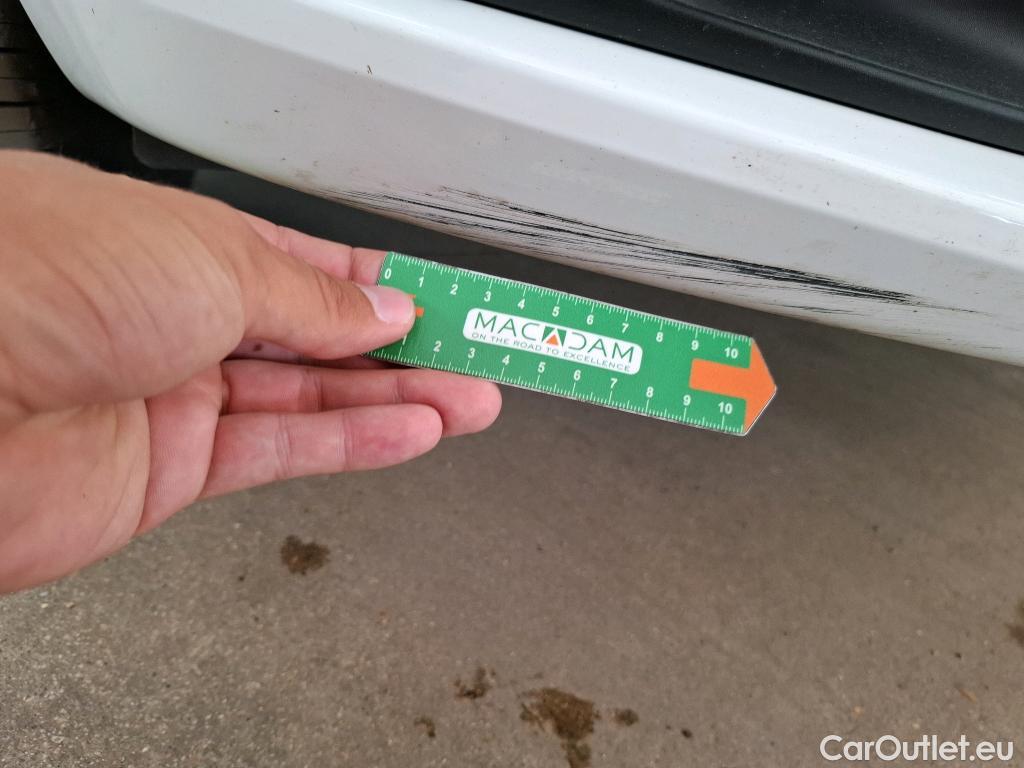 0 1 2 3 4 5 6 7 8 9 10
MACADAM
ON THE ROAD TO EXCELLENCE
2 3 4 5 6 7 8 9 10
CarOutlet.eu